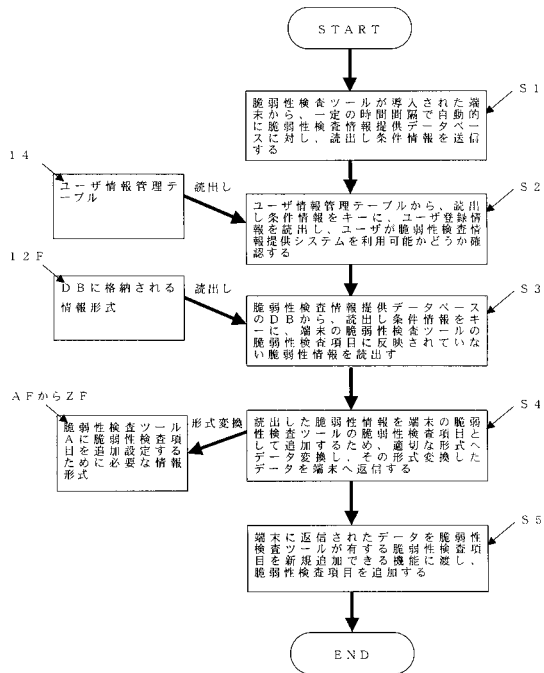 START
S1
脆弱性検査ツールが導入された端
末から、一定の時間間隔で自動的
に脆弱性検査情報提供データベー
スに対し、読出し条件情報を送信
する
14
ユーザ情報管理テ
ーブル
読出し
S2
ユーザ情報管理テーブルから、読出
し条件情報をキーに、ユーザ登録情
報を読出し、ユーザが脆弱性検査情
報提供システムを利用可能かどうか確
認する
12F
DBに格納される
情報形式
読出し
S3
脆弱性検査情報提供データベース
のDBから、読出し条件情報をキ
ーに、端末の脆弱性検査ツールの
脆弱性検査項目に反映されていな
い脆弱性情報を読出す
AFからZF
脆弱性検査ツール
Aに脆弱性検査項
目を追加設定する
ために必要な情報
形式
形式変換
S4
読出した脆弱性情報を端末の脆弱
性検査ツールの脆弱性検査項目と
して追加するため、適切な形式へ
データ変換し、その形式変換した
データを端末へ返信する
S5
端末に返信されたデータを脆弱性
検査ツールが有する脆弱性検査項
目を新規追加できる機能に渡し、
脆弱性検査項目を追加する
END